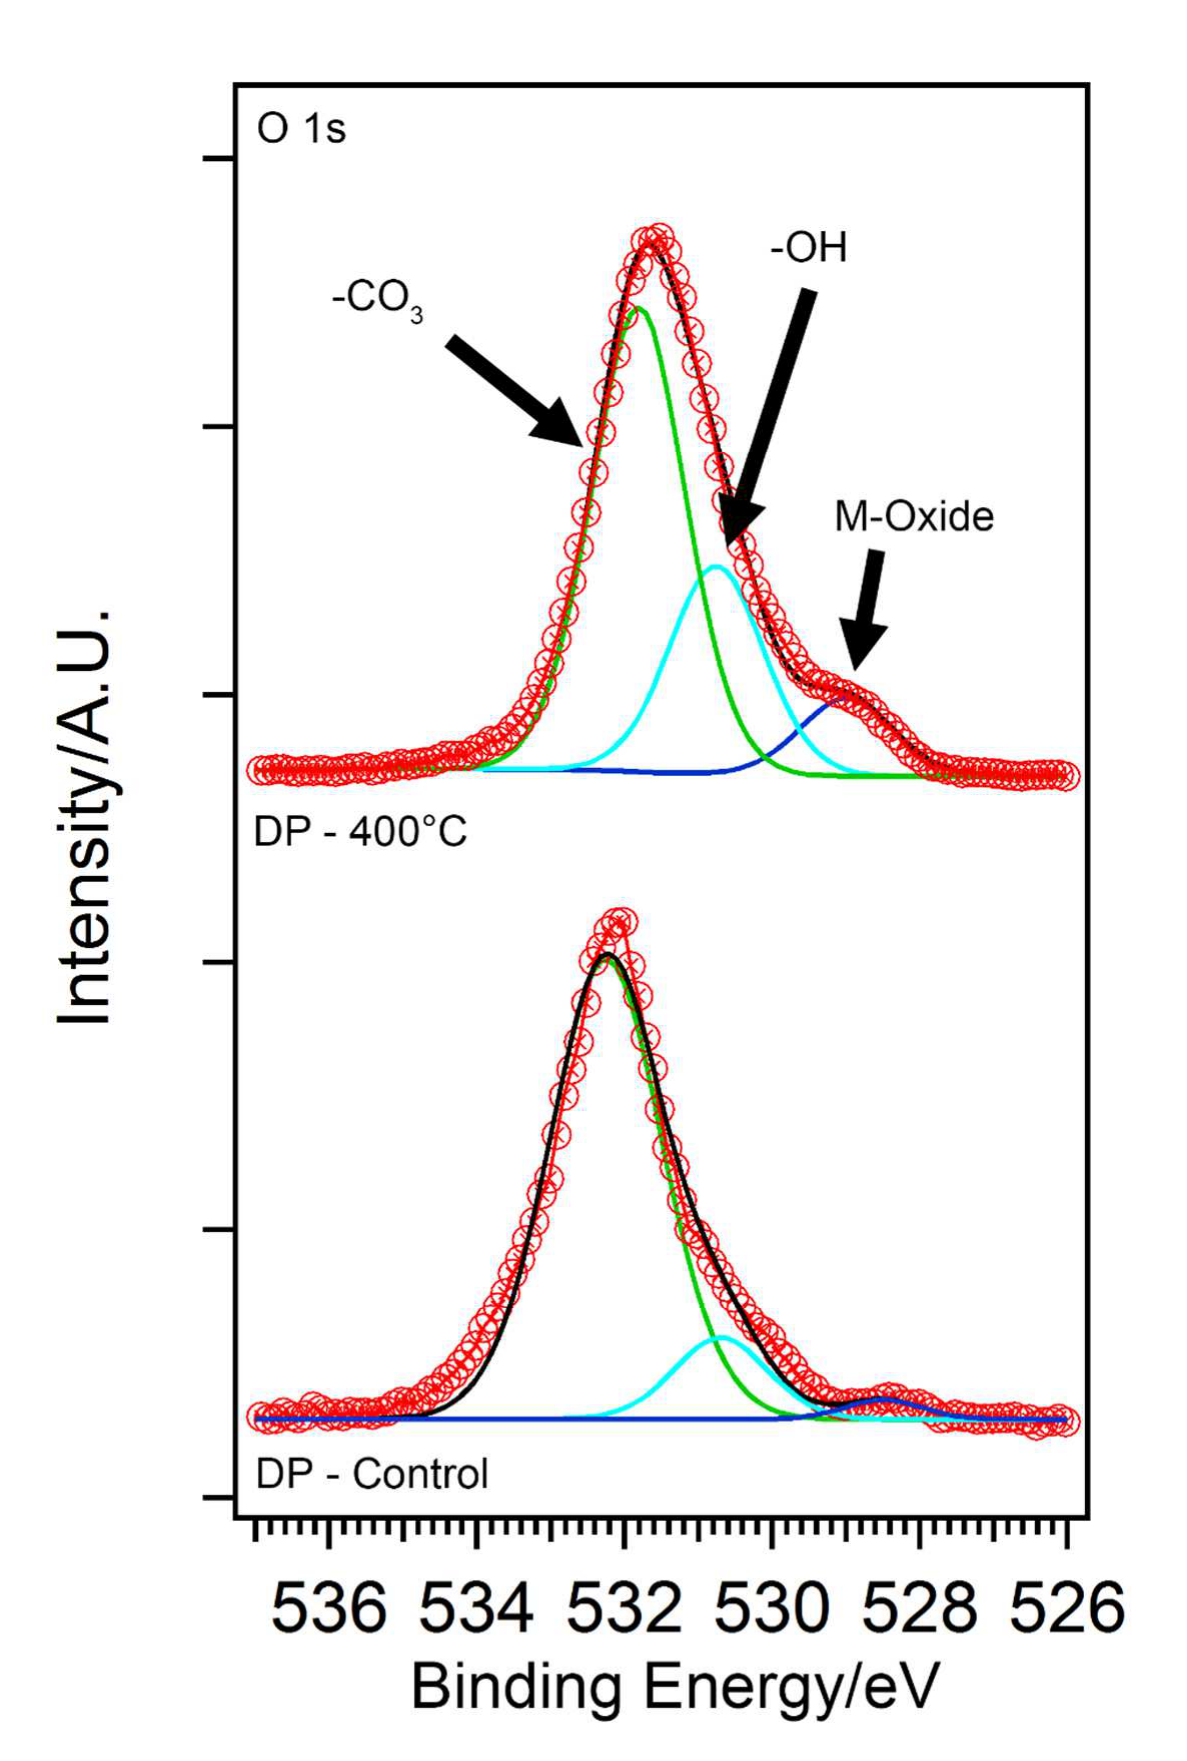 O 1s
-OH
-CO₃
M-Oxide
Intensity/A.U.
DP - 400°C
DP - Control
536 534 532 530 528 526
Binding Energy/eV